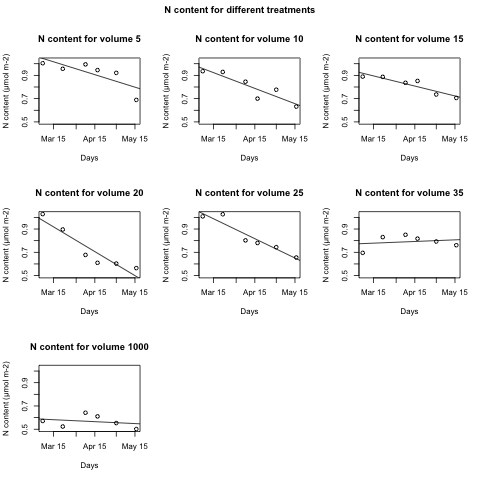 N content for different treatments
N content for volume 5
N content (μmol m-2)
0.5 0.7 0.9
Mar 15 Apr 15 May 15
Days
N content for volume 10
N content (μmol m-2)
0.5 0.7 0.9
Mar 15 Apr 15 May 15
Days
N content for volume 15
N content (μmol m-2)
0.5 0.7 0.9
Mar 15 Apr 15 May 15
Days
N content for volume 20
N content (μmol m-2)
0.5 0.7 0.9
Mar 15 Apr 15 May 15
Days
N content for volume 25
N content (μmol m-2)
0.5 0.7 0.9
Mar 15 Apr 15 May 15
Days
N content for volume 35
N content (μmol m-2)
0.5 0.7 0.9
Mar 15 Apr 15 May 15
Days
N content for volume 1000
N content (μmol m-2)
0.5 0.7 0.9
Mar 15 Apr 15 May 15
Days